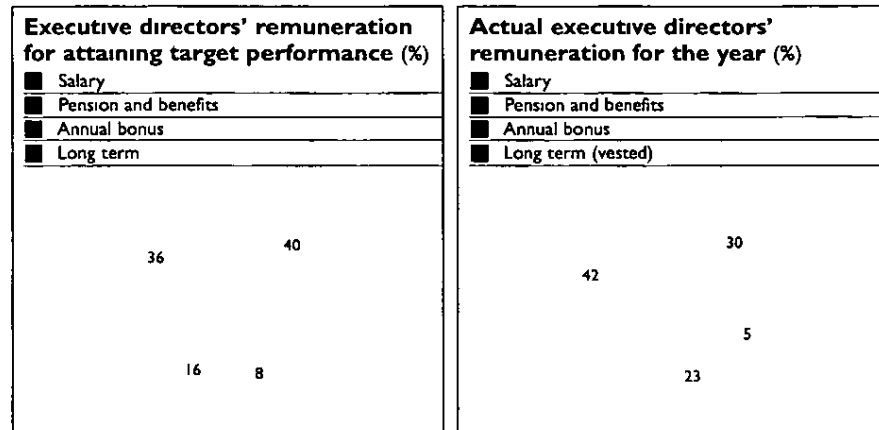 Executive directors' remuneration
for attaining target performance (%)
Salary
Pension and benefits
Annual bonus
Long term
36
40
16
8
Actual executive directors'
remuneration for the year (%)
Salary
Pension and benefits
Annual bonus
Long term (vested)
30
42
5
23